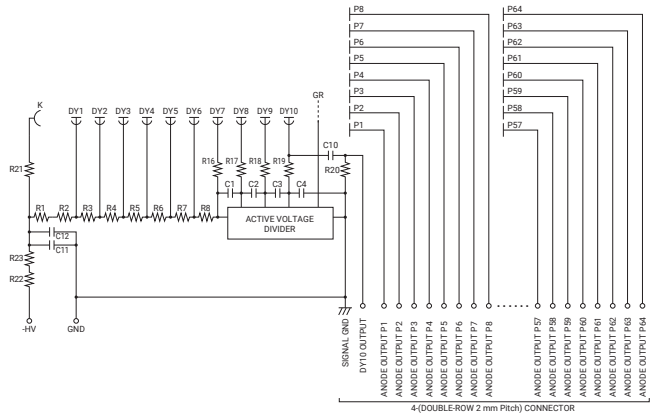 P8
P7
P6
P5
P4
P3
P2
P1
P64
P63
P62
P61
P60
P59
P58
P57
GR
K
DY1
DY2
DY3
DY4
DY5
DY6
DY7
DY8
DY9
DY10
C10
R21
R16
R17
R18
R19
R20
C1
C2
C3
C4
R1
R2
R3
R4
R5
R6
R7
R8
ACTIVE VOLTAGE
DIVIDER
C12
C11
R23
R22
-HV
GND
SIGNAL GND
DY10 OUTPUT
ANODE OUTPUT P1
ANODE OUTPUT P2
ANODE OUTPUT P3
ANODE OUTPUT P4
ANODE OUTPUT P5
ANODE OUTPUT P6
ANODE OUTPUT P7
ANODE OUTPUT P8
ANODE OUTPUT P57
ANODE OUTPUT P58
ANODE OUTPUT P59
ANODE OUTPUT P60
ANODE OUTPUT P61
ANODE OUTPUT P62
ANODE OUTPUT P63
ANODE OUTPUT P64
4-(DOUBLE-ROW 2 mm Pitch) CONNECTOR